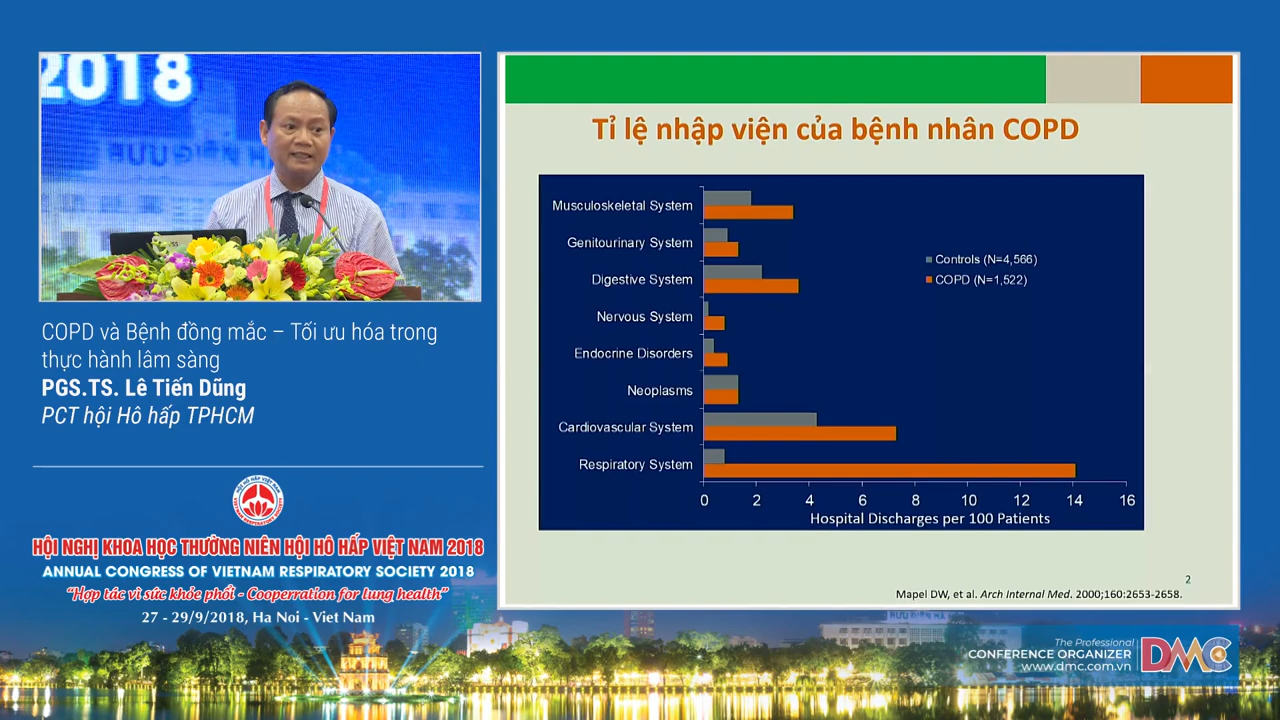 2018
COPD và Bệnh đồng mắc – Tối ưu hóa trong
thực hành lâm sàng
PGS.TS. Lê Tiến Dũng
PCT hội Hô hấp TPHCM
HỘI NGHỊ KHOA HỌC THƯỜNG NIÊN HỘI HÔ HẤP VIỆT NAM 2018
ANNUAL CONGRESS OF VIETNAM RESPIRATORY SOCIETY 2018
"Hợp tác vì sức khỏe phổi - Cooperration for lung health"
27 - 29/9/2018, Ha Noi - Viet Nam
Tỉ lệ nhập viện của bệnh nhân COPD
Musculoskeletal System
Genitourinary System
Digestive System
Nervous System
Endocrine Disorders
Neoplasms
Cardiovascular System
Respiratory System
Controls (N=4,566)
COPD (N=1,522)
0 2 4 6 8 10 12 14 16
Hospital Discharges per 100 Patients
2
Mapel DW, et al. Arch Internal Med. 2000;160:2653-2658.
The Professional
CONFERENCE ORGANIZER
www.dmc.com.vn
DMC